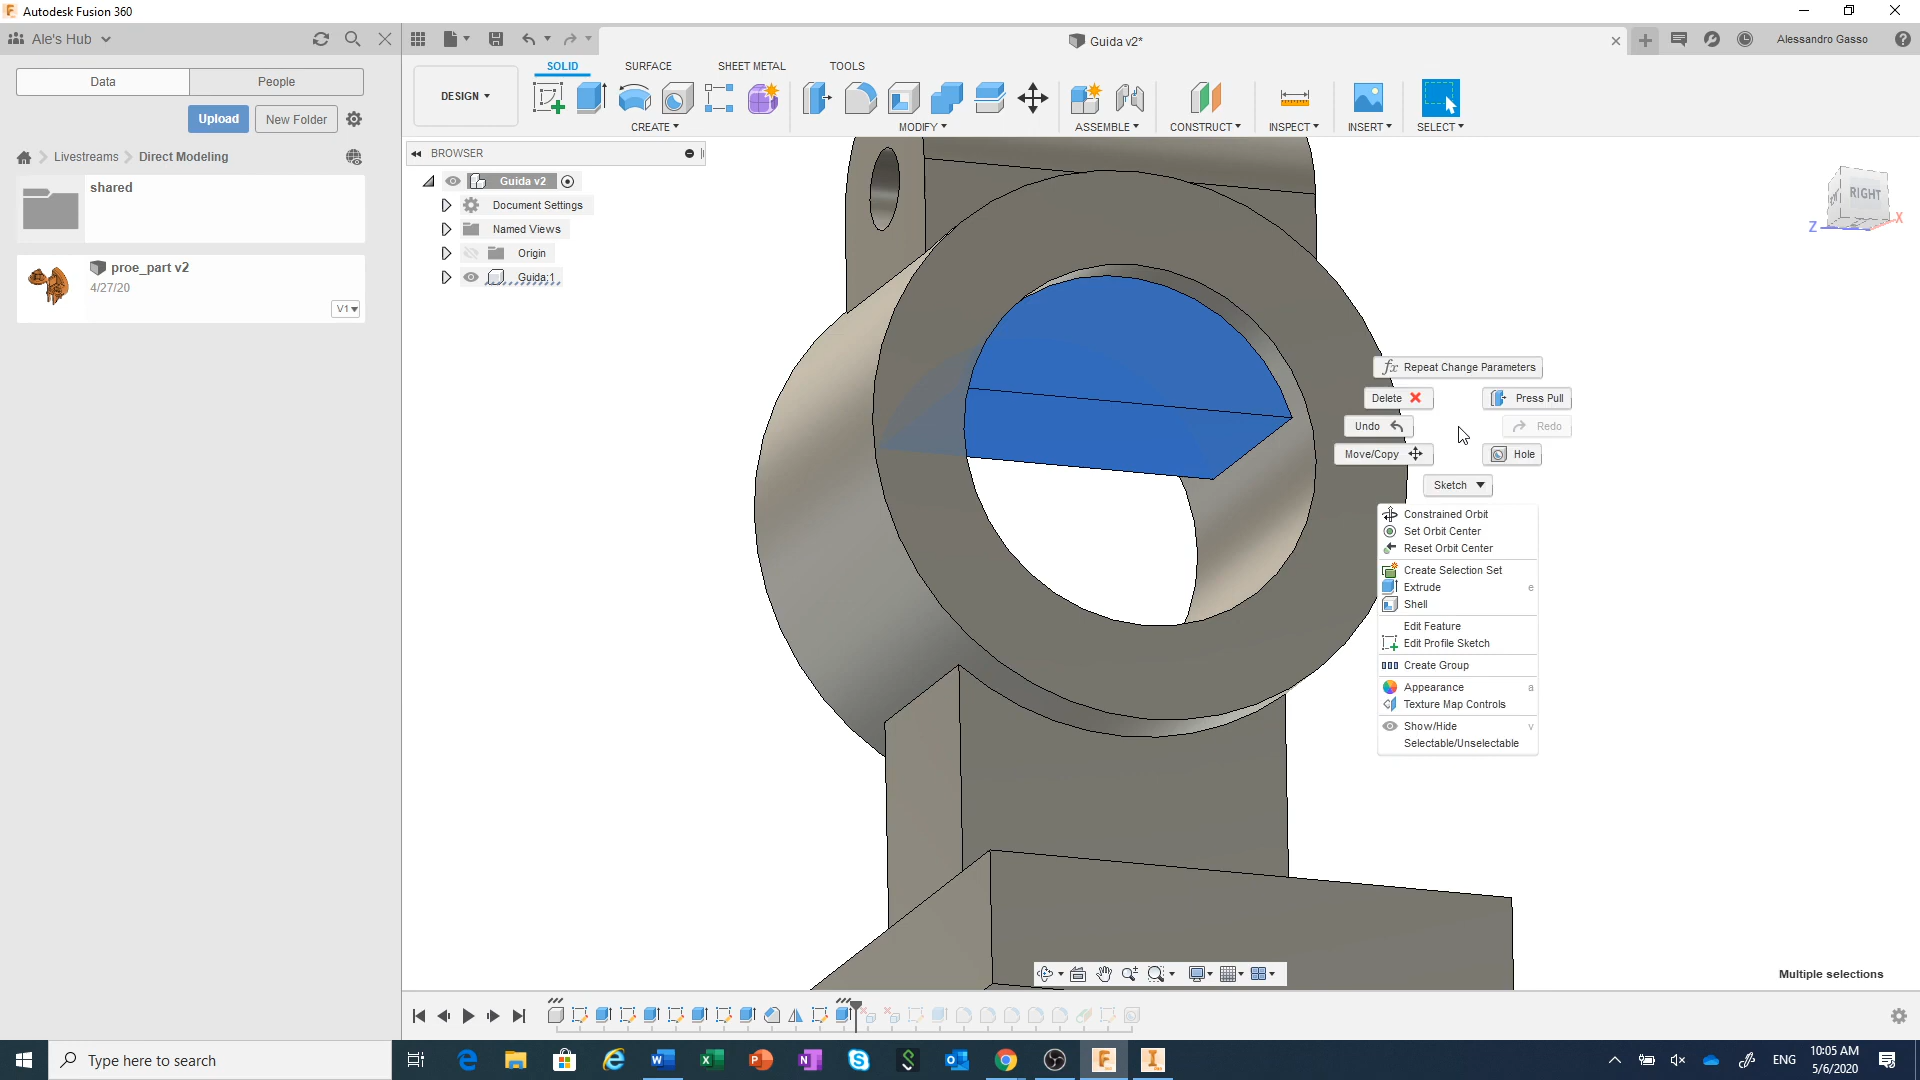 Autodesk Fusion 360
Ale's Hub
Guida v2*
Alessandro Gasso
Data
People
Upload
New Folder
Livestreams
Direct Modeling
shared
proe_part v2
4/27/20
V1
DESIGN
SOLID
SURFACE
SHEET METAL
TOOLS
CREATE
MODIFY
ASSEMBLE
CONSTRUCT
INSPECT
INSERT
SELECT
BROWSER
Guida v2
Document Settings
Named Views
Origin
Guida:1
RIGHT
Z
X
Repeat Change Parameters
Delete
Press Pull
Undo
Redo
Move/Copy
Hole
Sketch
Constrained Orbit
Set Orbit Center
Reset Orbit Center
Create Selection Set
Extrude e
Shell
Edit Feature
Edit Profile Sketch
Create Group
Appearance a
Texture Map Controls
Show/Hide v
Selectable/Unselectable
Multiple selections
Type here to search
ENG
10:05 AM
5/6/2020